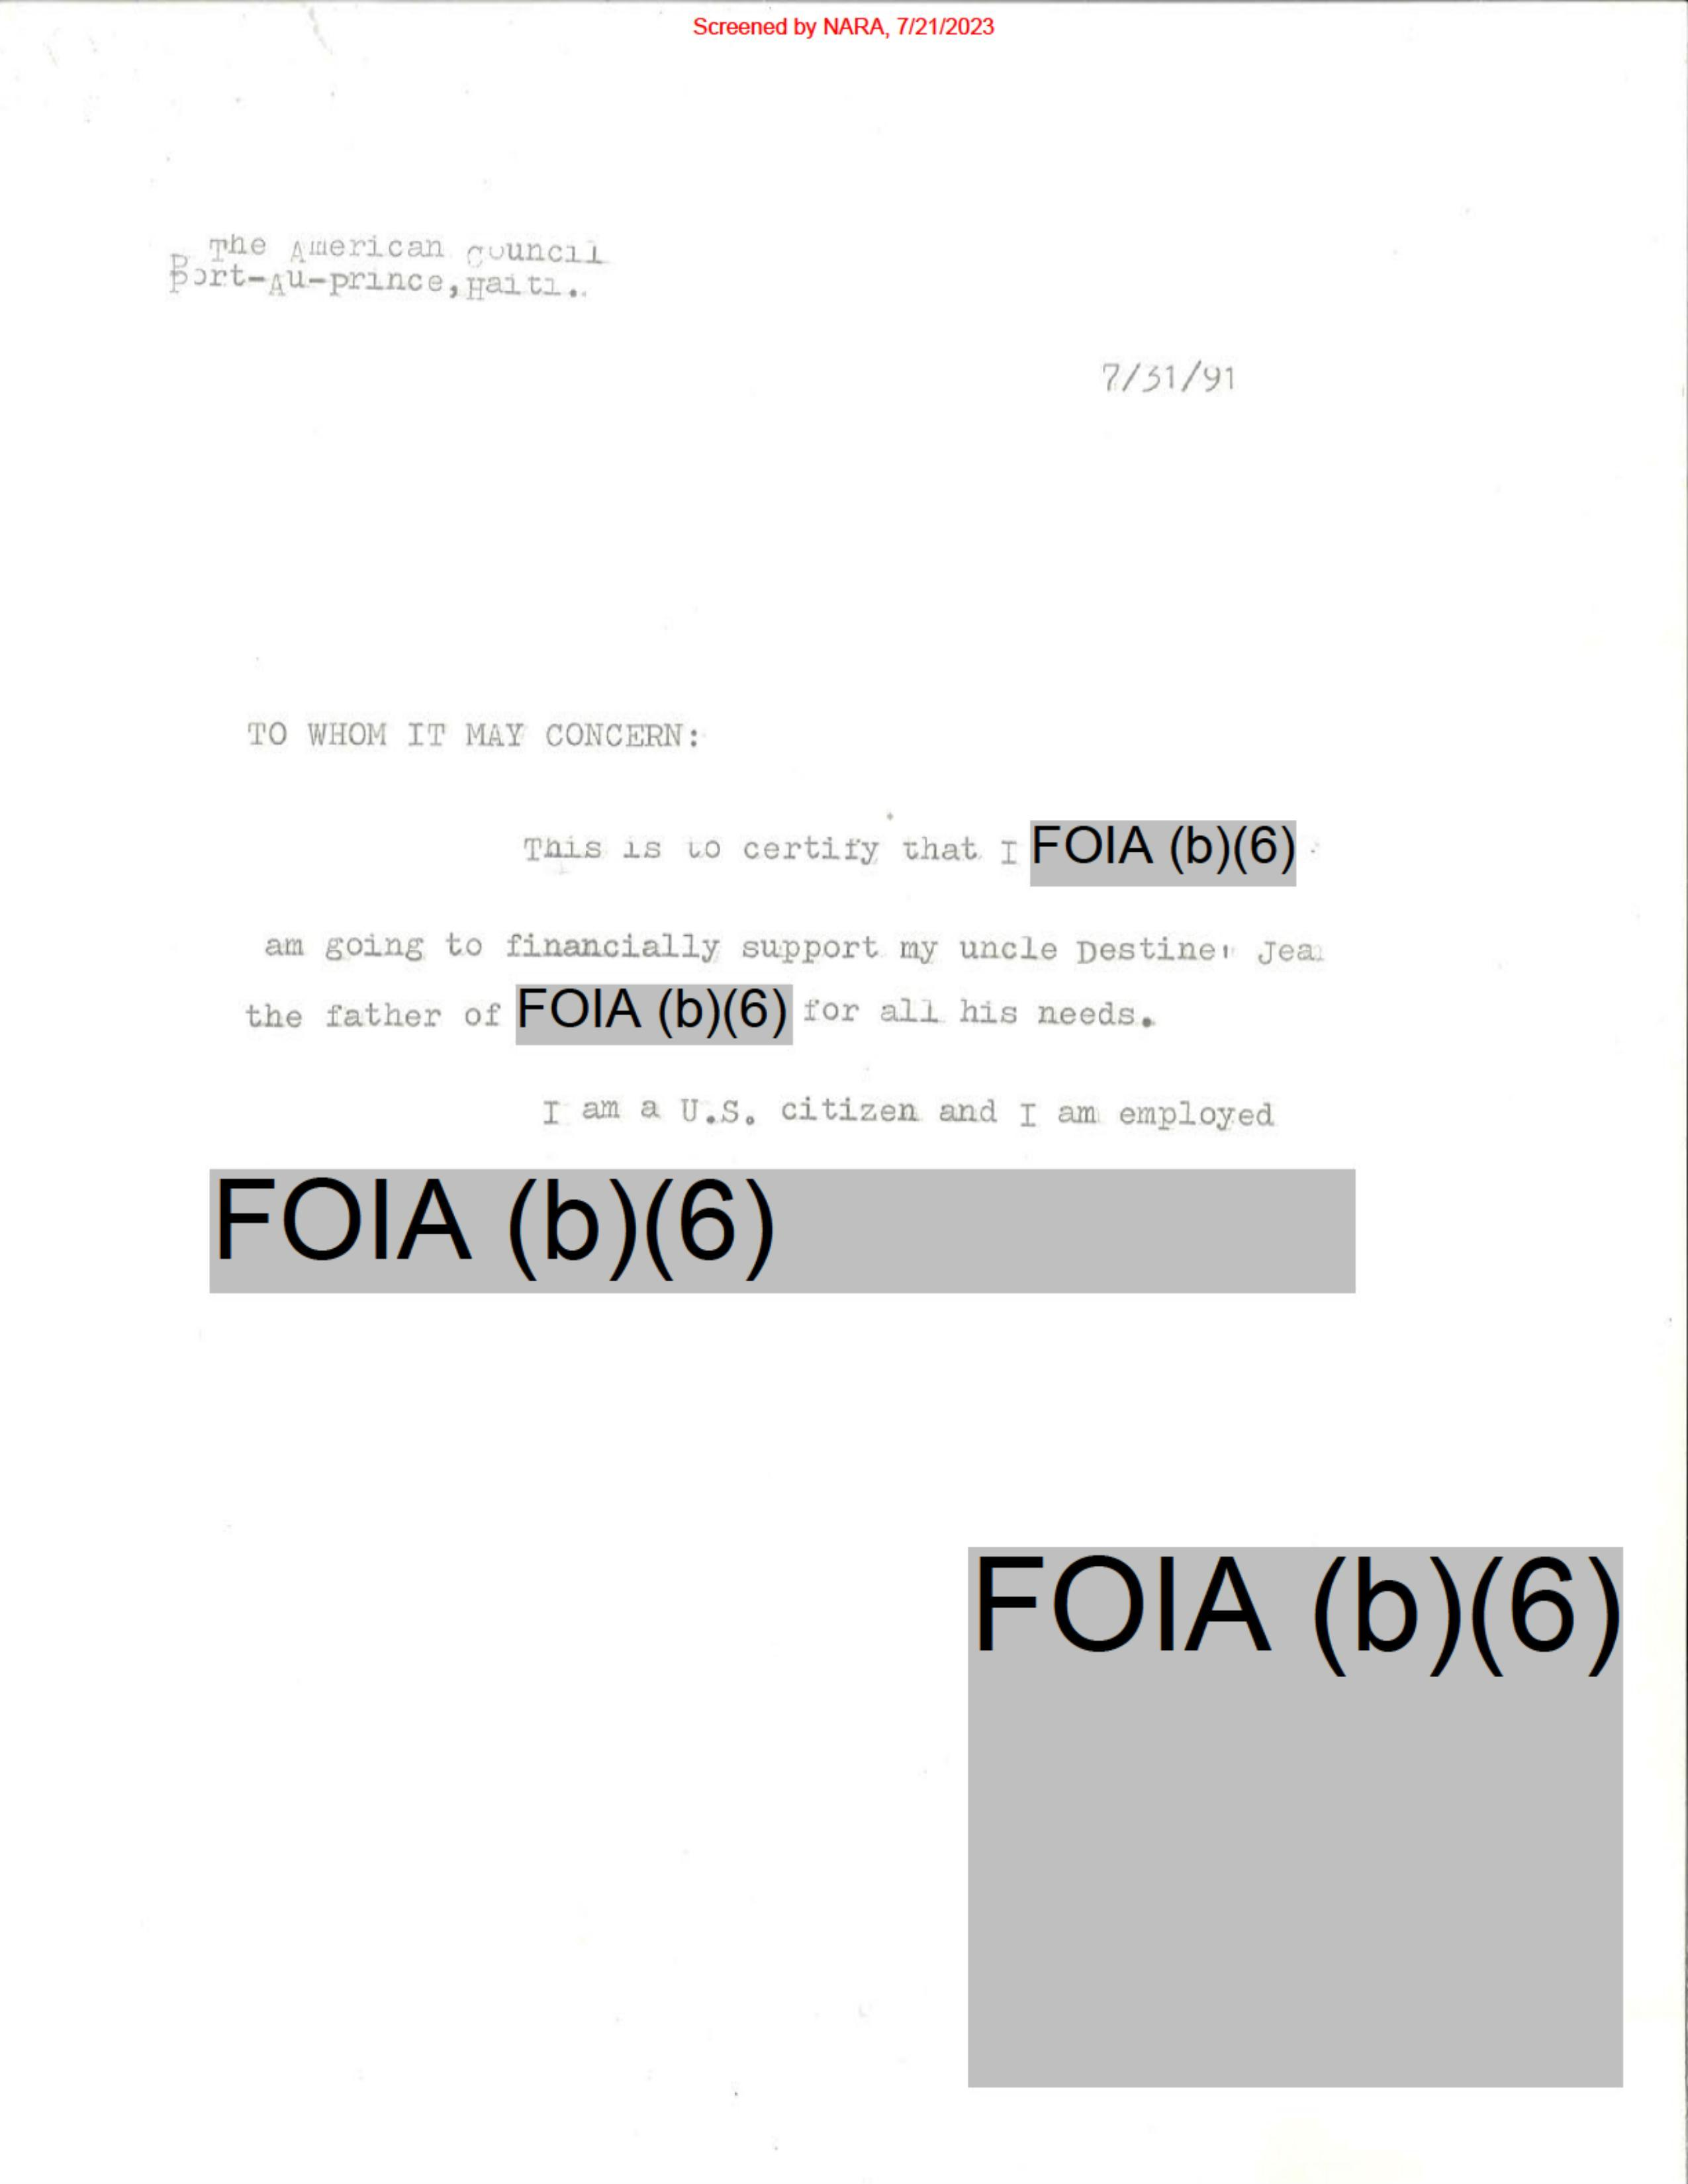 Screened by NARA, 7/21/2023
The American Council
Port-Au-prince, Haiti..
7/31/91
TO WHOM IT MAY CONCERN:
This is to certify that I FOIA (b)(6)
am going to financially support my uncle Destine Jea
the father of FOIA (b)(6) for all his needs.
I am a U.S. citizen and I am employed
FOIA (b)(6)
FOIA (b)(6)